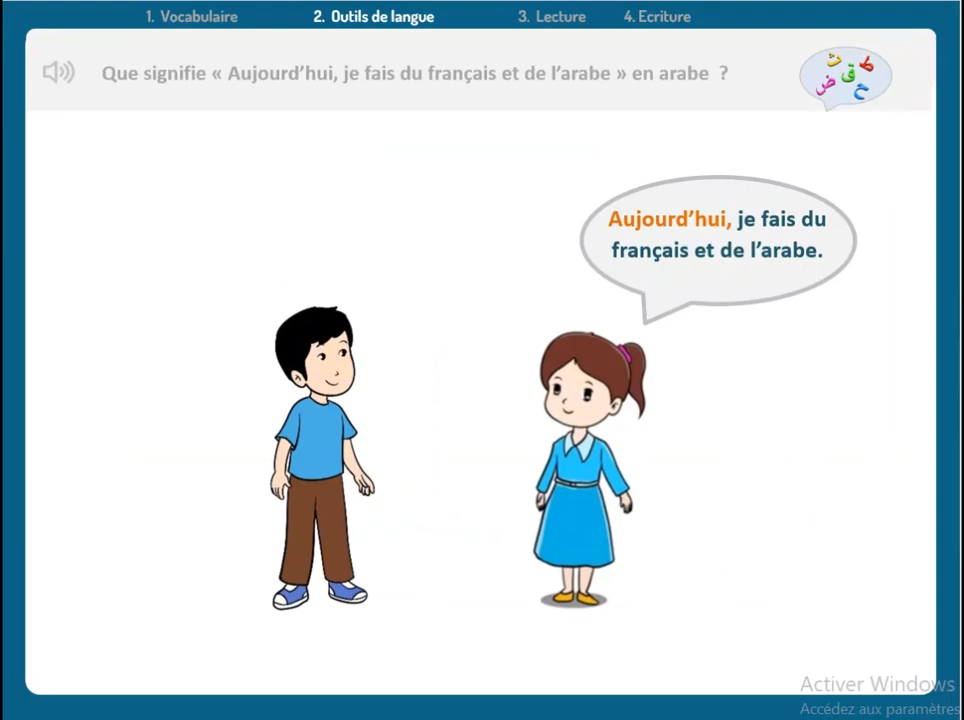 1. Vocabulaire 2. Outils de langue 3. Lecture 4. Ecriture
Que signifie « Aujourd’hui, je fais du français et de l’arabe » en arabe ?
ث ط
ض ق ح
Aujourd’hui, je fais du
français et de l’arabe.
Activer Windows
Accédez aux paramètres